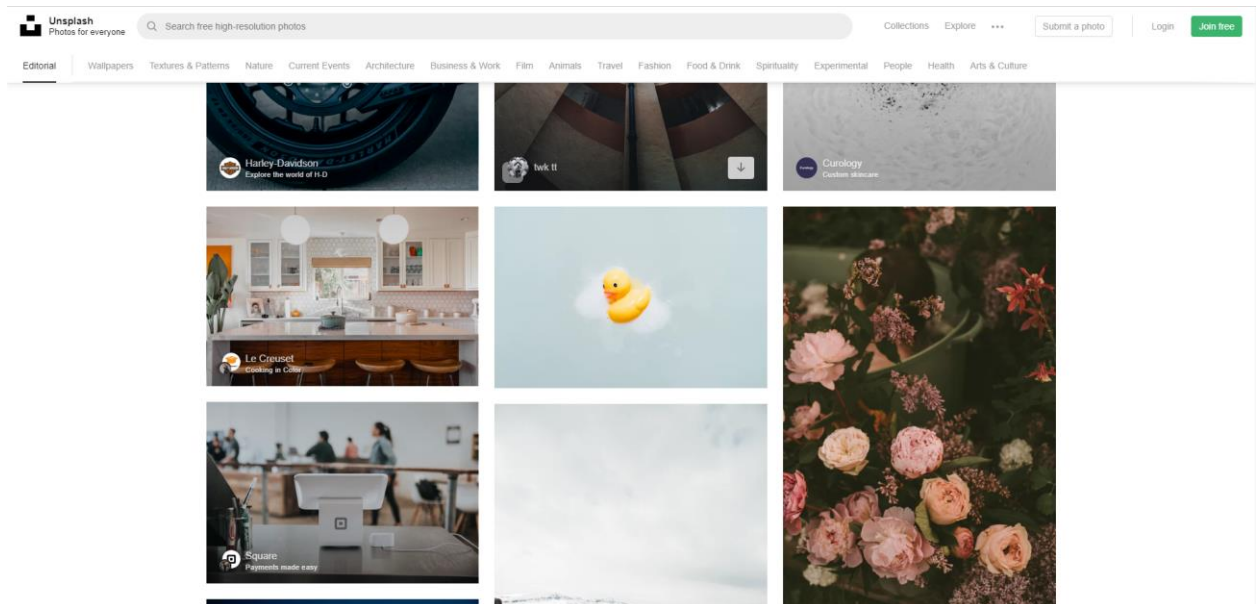 Unsplash
Photos for everyone
Search free high-resolution photos
Collections Explore ••• Submit a photo Login Join free
Editorial Wallpapers Textures & Patterns Nature Current Events Architecture Business & Work Film Animals Travel Fashion Food & Drink Spirituality Experimental People Health Arts & Culture
Harley-Davidson
Explore the world of H-D
twk tt
Curology
Custom skincare
Le Creuset
Cooking in Color
Square
Payments made easy